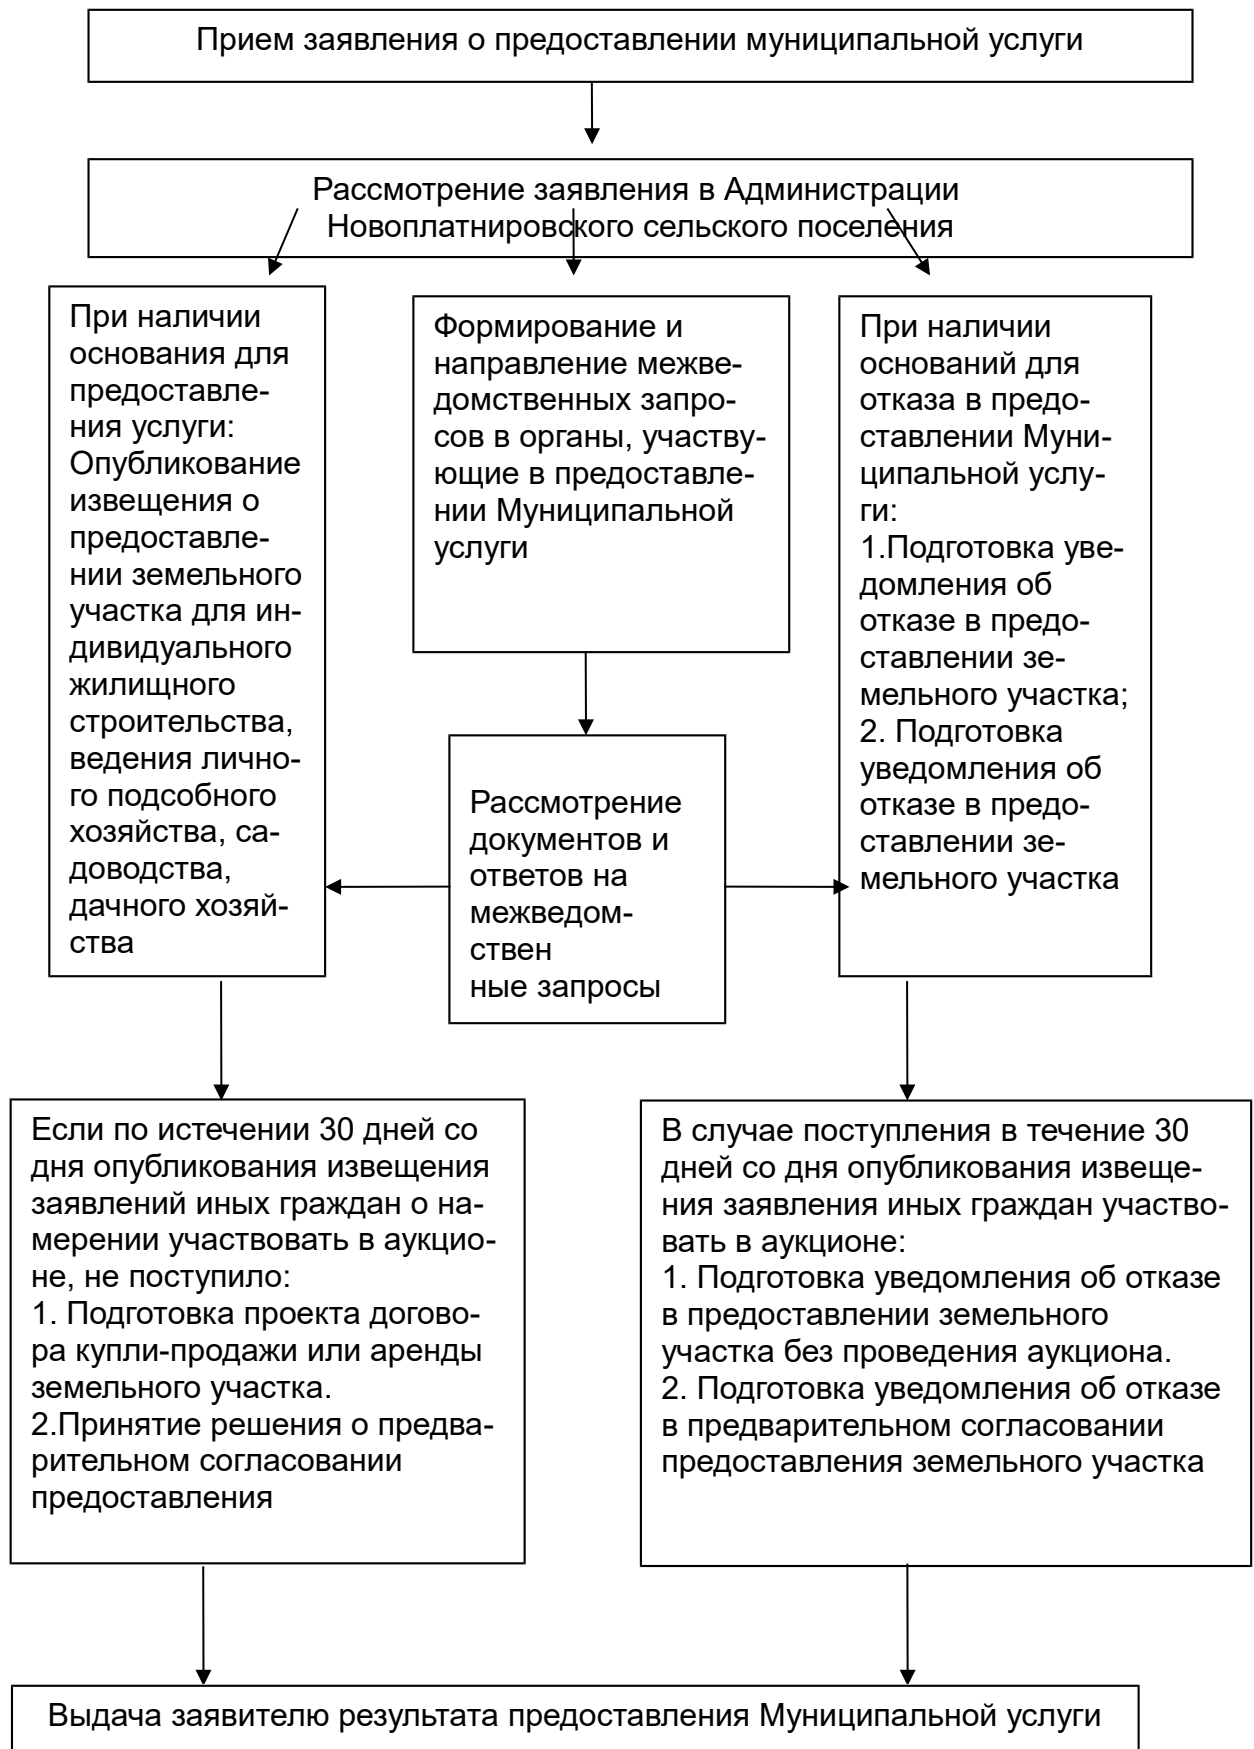 Прием заявления о предоставлении муниципальной услуги
Рассмотрение заявления в Администрации
Новоплатнировского сельского поселения
При наличии
основания для
предоставле-
ния услуги:
Опубликование
извещения о
предоставле-
нии земельного
участка для ин-
дивидуального
жилищного
строительства,
ведения лично-
го подсобного
хозяйства, са-
доводства,
дачного хозяй-
ства
Формирование и
направление межве-
домственных запро-
сов в органы, участву-
ющие в предоставле-
нии Муниципальной
услуги
При наличии
оснований для
отказа в предо-
ставлении Муни-
ципальной услу-
ги:
1.Подготовка уве-
домления об
отказе в предо-
ставлении зе-
мельного участка;
2. Подготовка
уведомления об
отказе в предо-
ставлении зе-
мельного участка
Рассмотрение
документов и
ответов на
межведом-
ствен
ные запросы
Если по истечении 30 дней со
дня опубликования извещения
заявлений иных граждан о на-
мерении участвовать в аукцио-
не, не поступило:
1. Подготовка проекта догово-
ра купли-продажи или аренды
земельного участка.
2.Принятие решения о предва-
рительном согласовании
предоставления
В случае поступления в течение 30
дней со дня опубликования извеще-
ния заявления иных граждан участво-
вать в аукционе:
1. Подготовка уведомления об отказе
в предоставлении земельного
участка без проведения аукциона.
2. Подготовка уведомления об отказе
в предварительном согласовании
предоставления земельного участка
Выдача заявителю результата предоставления Муниципальной услуги